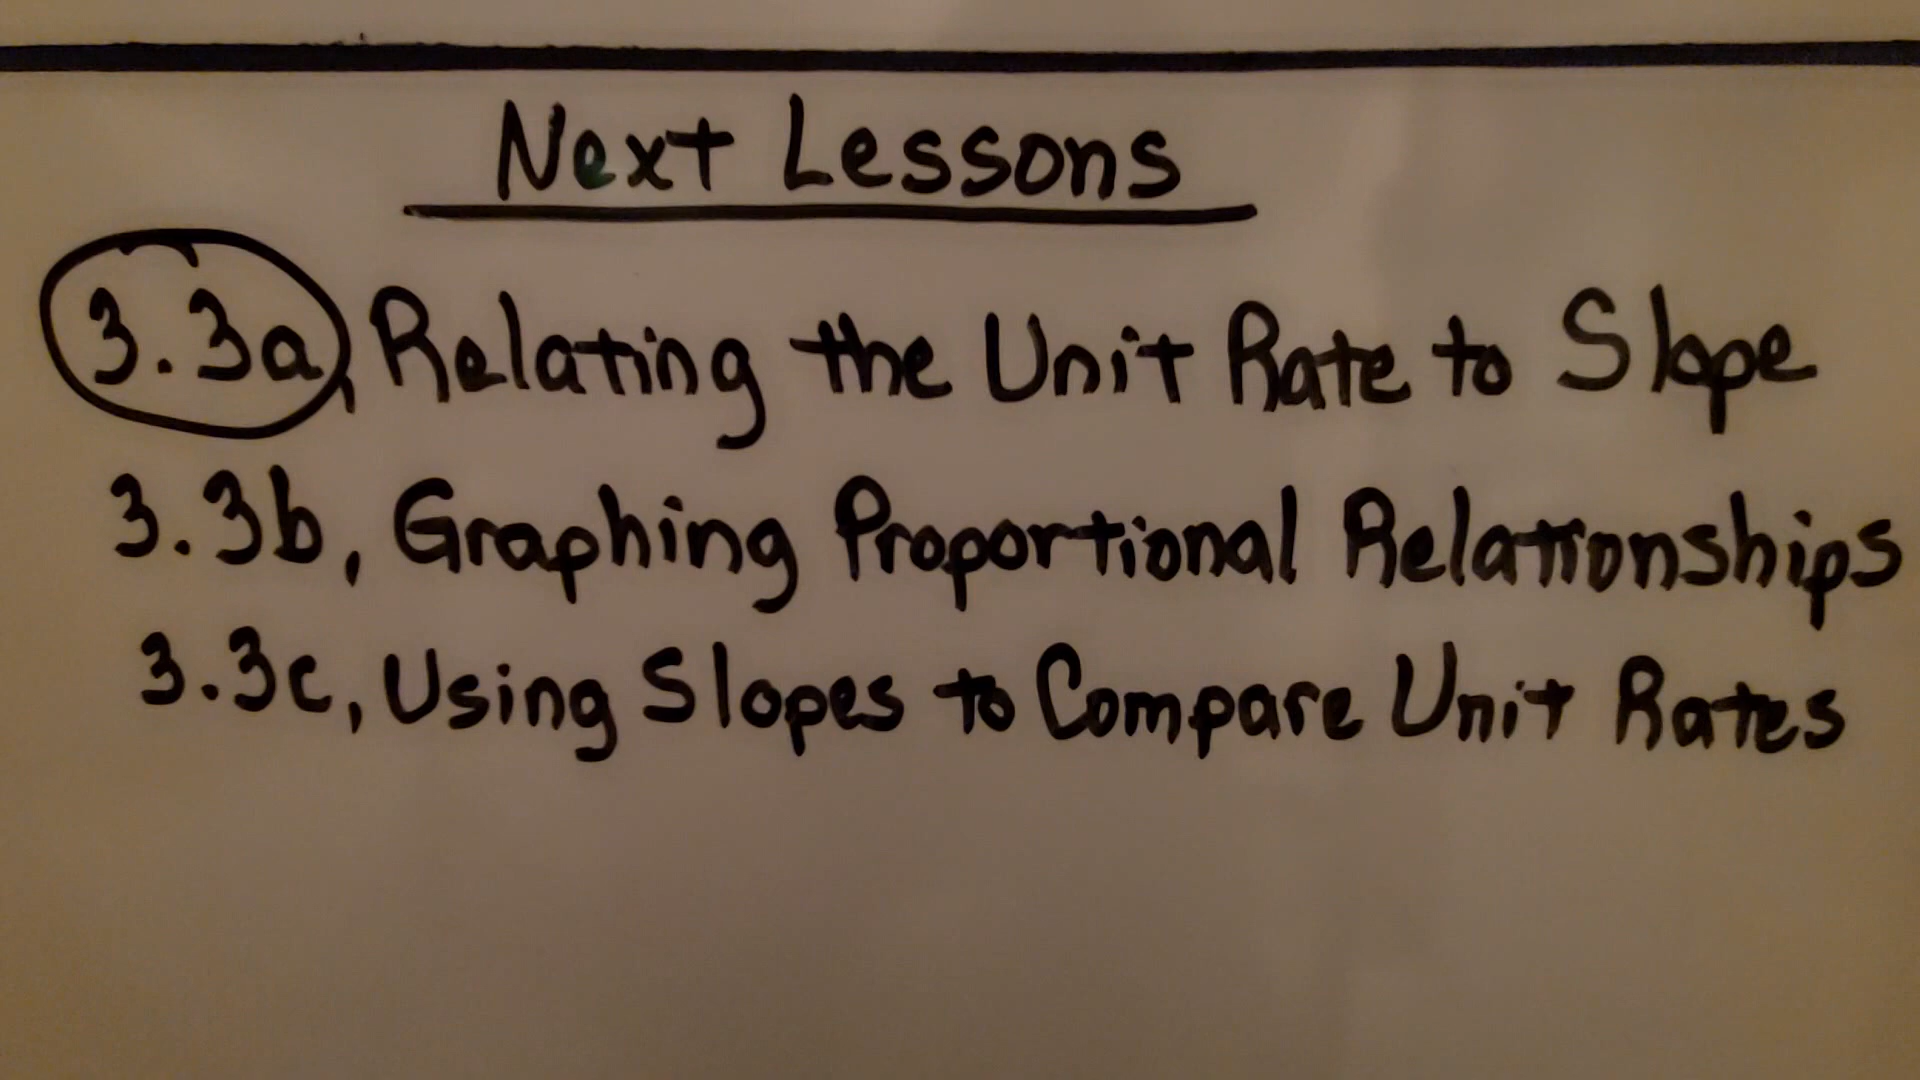 Next Lessons
3.3a, Relating the Unit Rate to Slope
3.3b, Graphing Proportional Relationships
3.3c, Using Slopes to Compare Unit Rates